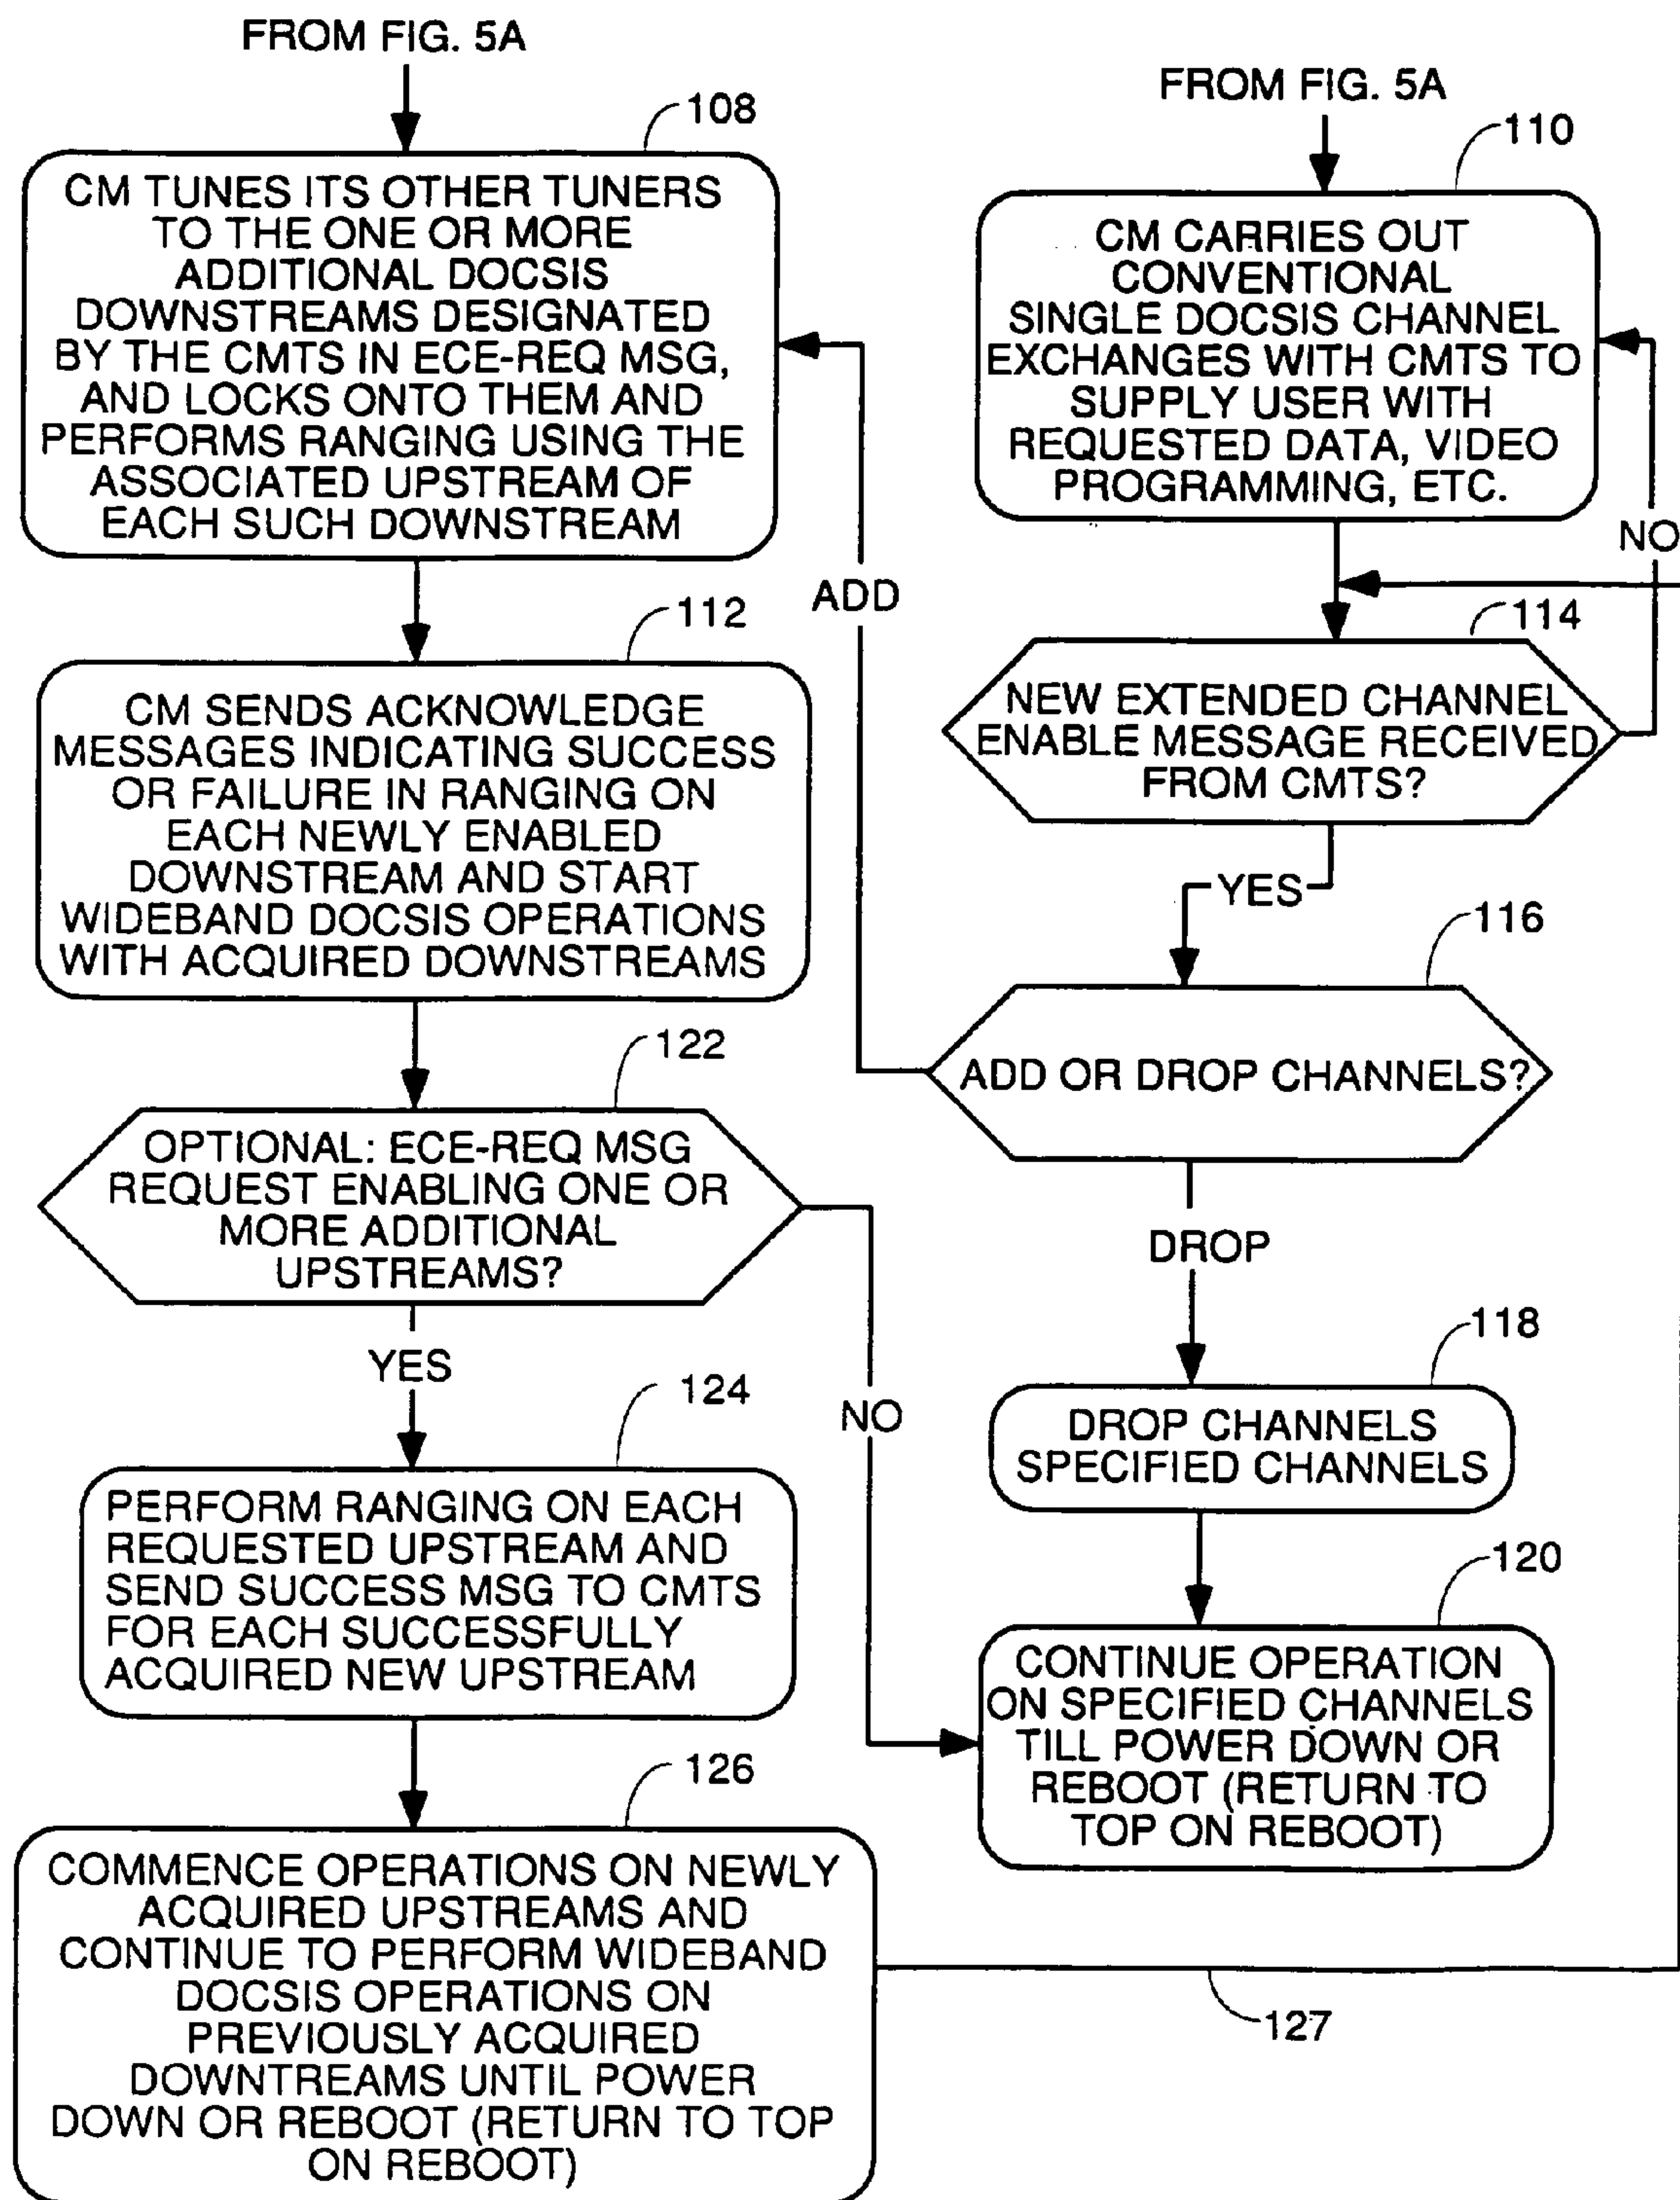 FROM FIG. 5A
108
CM TUNES ITS OTHER TUNERS
TO THE ONE OR MORE
ADDITIONAL DOCSIS
DOWNSTREAMS DESIGNATED
BY THE CMTS IN ECE-REQ MSG,
AND LOCKS ONTO THEM AND
PERFORMS RANGING USING THE
ASSOCIATED UPSTREAM OF
EACH SUCH DOWNSTREAM
112
CM SENDS ACKNOWLEDGE
MESSAGES INDICATING SUCCESS
OR FAILURE IN RANGING ON
EACH NEWLY ENABLED
DOWNSTREAM AND START
WIDEBAND DOCSIS OPERATIONS
WITH ACQUIRED DOWNSTREAMS
122
OPTIONAL: ECE-REQ MSG
REQUEST ENABLING ONE OR
MORE ADDITIONAL
UPSTREAMS?
YES
NO
124
PERFORM RANGING ON EACH
REQUESTED UPSTREAM AND
SEND SUCCESS MSG TO CMTS
FOR EACH SUCCESSFULLY
ACQUIRED NEW UPSTREAM
126
COMMENCE OPERATIONS ON NEWLY
ACQUIRED UPSTREAMS AND
CONTINUE TO PERFORM WIDEBAND
DOCSIS OPERATIONS ON
PREVIOUSLY ACQUIRED
DOWNTREAMS UNTIL POWER
DOWN OR REBOOT (RETURN TO TOP
ON REBOOT)
127
FROM FIG. 5A
110
CM CARRIES OUT
CONVENTIONAL
SINGLE DOCSIS CHANNEL
EXCHANGES WITH CMTS TO
SUPPLY USER WITH
REQUESTED DATA, VIDEO
PROGRAMMING, ETC.
NO
114
NEW EXTENDED CHANNEL
ENABLE MESSAGE RECEIVED
FROM CMTS?
YES
116
ADD OR DROP CHANNELS?
ADD
DROP
118
DROP CHANNELS
SPECIFIED CHANNELS
120
CONTINUE OPERATION
ON SPECIFIED CHANNELS
TILL POWER DOWN OR
REBOOT (RETURN TO
TOP ON REBOOT)